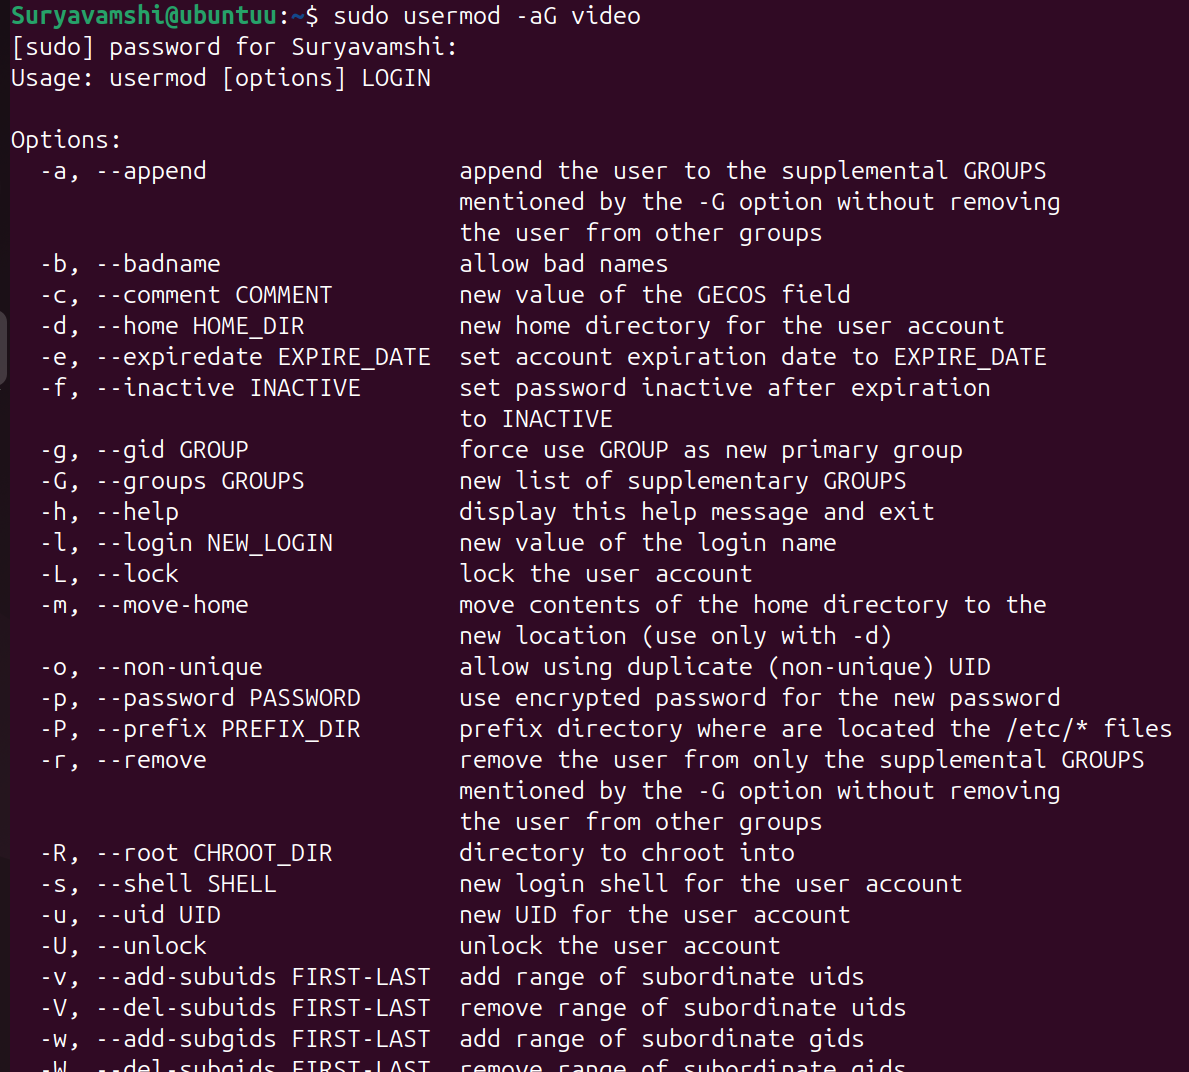 Suryavamshi@ubuntuu:~$ sudo usermod -aG video
[sudo] password for Suryavamshi:
Usage: usermod [options] LOGIN

Options:
  -a, --append                  append the user to the supplemental GROUPS
                                mentioned by the -G option without removing
                                the user from other groups
  -b, --badname                 allow bad names
  -c, --comment COMMENT         new value of the GECOS field
  -d, --home HOME_DIR           new home directory for the user account
  -e, --expiredate EXPIRE_DATE  set account expiration date to EXPIRE_DATE
  -f, --inactive INACTIVE       set password inactive after expiration
                                to INACTIVE
  -g, --gid GROUP               force use GROUP as new primary group
  -G, --groups GROUPS           new list of supplementary GROUPS
  -h, --help                    display this help message and exit
  -l, --login NEW_LOGIN         new value of the login name
  -L, --lock                    lock the user account
  -m, --move-home               move contents of the home directory to the
                                new location (use only with -d)
  -o, --non-unique              allow using duplicate (non-unique) UID
  -p, --password PASSWORD       use encrypted password for the new password
  -P, --prefix PREFIX_DIR       prefix directory where are located the /etc/* files
  -r, --remove                  remove the user from only the supplemental GROUPS
                                mentioned by the -G option without removing
                                the user from other groups
  -R, --root CHROOT_DIR         directory to chroot into
  -s, --shell SHELL             new login shell for the user account
  -u, --uid UID                 new UID for the user account
  -U, --unlock                  unlock the user account
  -v, --add-subuids FIRST-LAST  add range of subordinate uids
  -V, --del-subuids FIRST-LAST  remove range of subordinate uids
  -w, --add-subgids FIRST-LAST  add range of subordinate gids
  -W, --del-subgids FIRST-LAST  remove range of subordinate gids